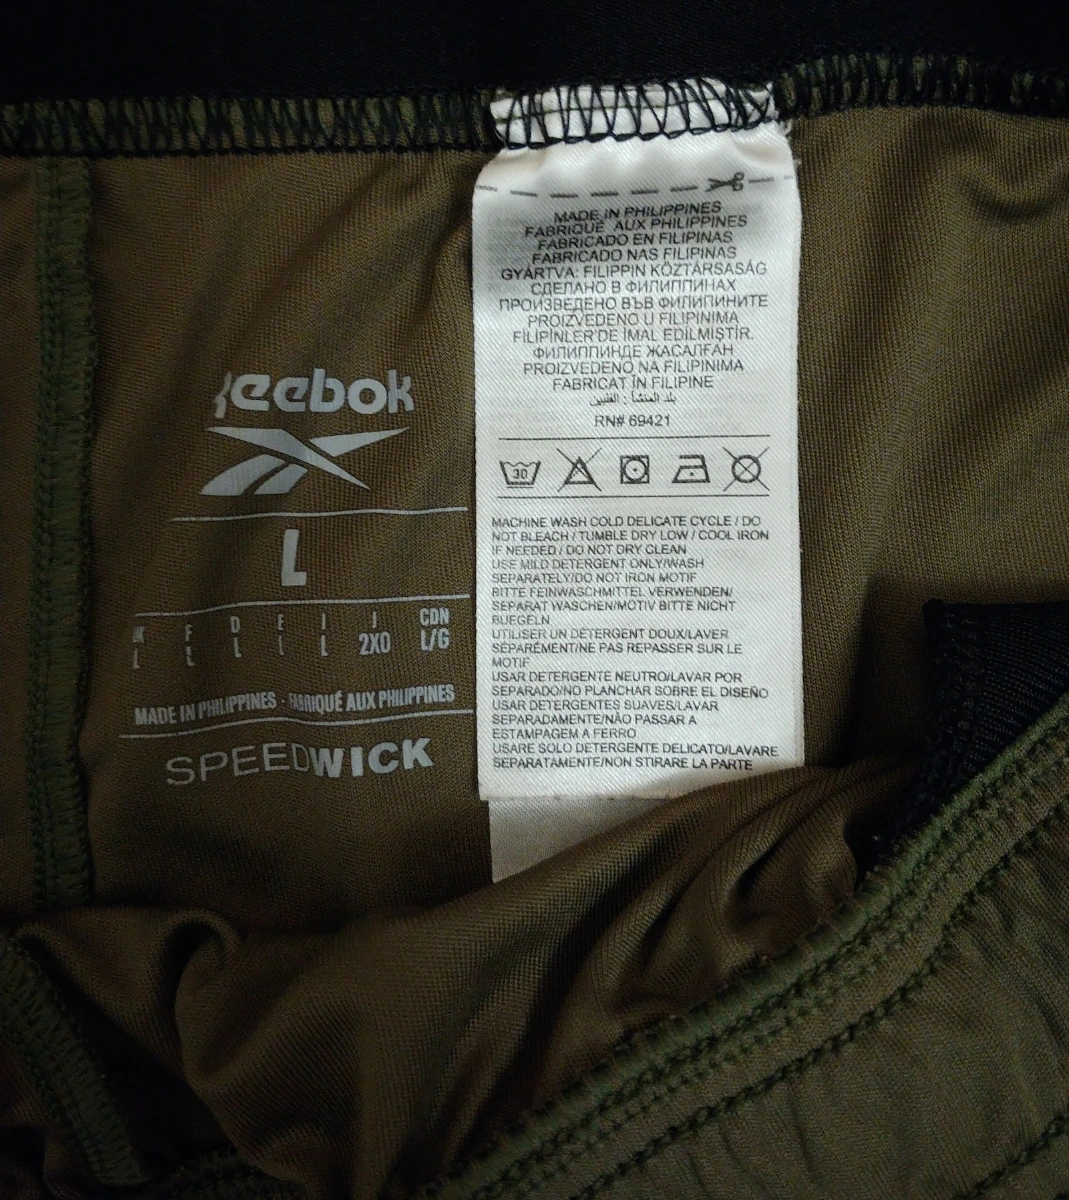 reebok
L
UK F D E I J CDN
L L L L L 2XO L/G
MADE IN PHILIPPINES - FABRIQUÉ AUX PHILIPPINES
SPEEDWICK
MADE IN PHILIPPINES
FABRIQUÉ AUX PHILIPPINES
FABRICADO EN FILIPINAS
FABRICADO NAS FILIPINAS
GYÁRTVA: FILIPPIN KÖZTÁRSASÁG
СДЕЛАНО В ФИЛИППИНАХ
ПРОИЗВЕДЕНО ВЪВ ФИЛИПИНИТЕ
PROIZVEDENO U FILIPINIMA
FİLİPİNLER'DE İMAL EDİLMİŞTİR.
ФИЛИППИНДЕ ЖАСАЛҒАН
PROIZVEDENO NA FILIPINIMA
FABRICAT ÎN FILIPINE
بلد المنشأ : الفلبين
RN# 69421
30
MACHINE WASH COLD DELICATE CYCLE / DO
NOT BLEACH / TUMBLE DRY LOW / COOL IRON
IF NEEDED / DO NOT DRY CLEAN
USE MILD DETERGENT ONLY/WASH
SEPARATELY/DO NOT IRON MOTIF
BITTE FEINWASCHMITTEL VERWENDEN/
SEPARAT WASCHEN/MOTIV BITTE NICHT
BUEGELN
UTILISER UN DÉTERGENT DOUX/LAVER
SÉPARÉMENT/NE PAS REPASSER SUR LE
MOTIF
USAR DETERGENTE NEUTRO/LAVAR POR
SEPARADO/NO PLANCHAR SOBRE EL DISEÑO
USAR DETERGENTES SUAVES/LAVAR
SEPARADAMENTE/NÃO PASSAR A
ESTAMPAGEM A FERRO
USARE SOLO DETERGENTE DELICATO/LAVARE
SEPARATAMENTE/NON STIRARE LA PARTE